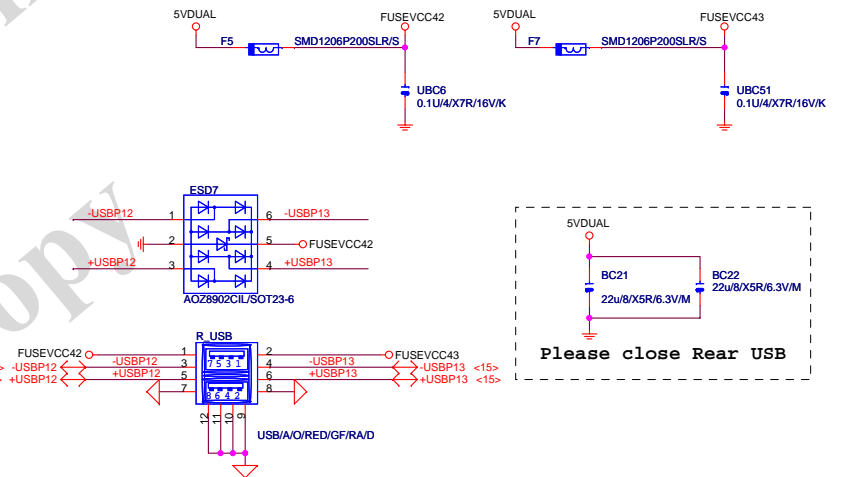 5VDUAL
FUSEVCC42
F5
SMD1206P200SLR/S
UBC6
0.1U/4/X7R/16V/K
5VDUAL
FUSEVCC43
F7
SMD1206P200SLR/S
UBC51
0.1U/4/X7R/16V/K
ESD7
-USBP12 1 6 -USBP13
2 5 FUSEVCC42
+USBP12 3 4 +USBP13
AOZ8902CIL/SOT23-6
5VDUAL
BC21
22u/8/X5R/6.3V/M
BC22
22u/8/X5R/6.3V/M
Please close Rear USB
R_USB
FUSEVCC42 1 2 FUSEVCC43
-USBP12 -USBP12 3 4 -USBP13 -USBP13 <15>
+USBP12 +USBP12 5 6 +USBP13 +USBP13 <15>
7 8
7 5 3 1
8 6 4 2
12 11 10 9
USB/A/O/RED/GF/RA/D
opy